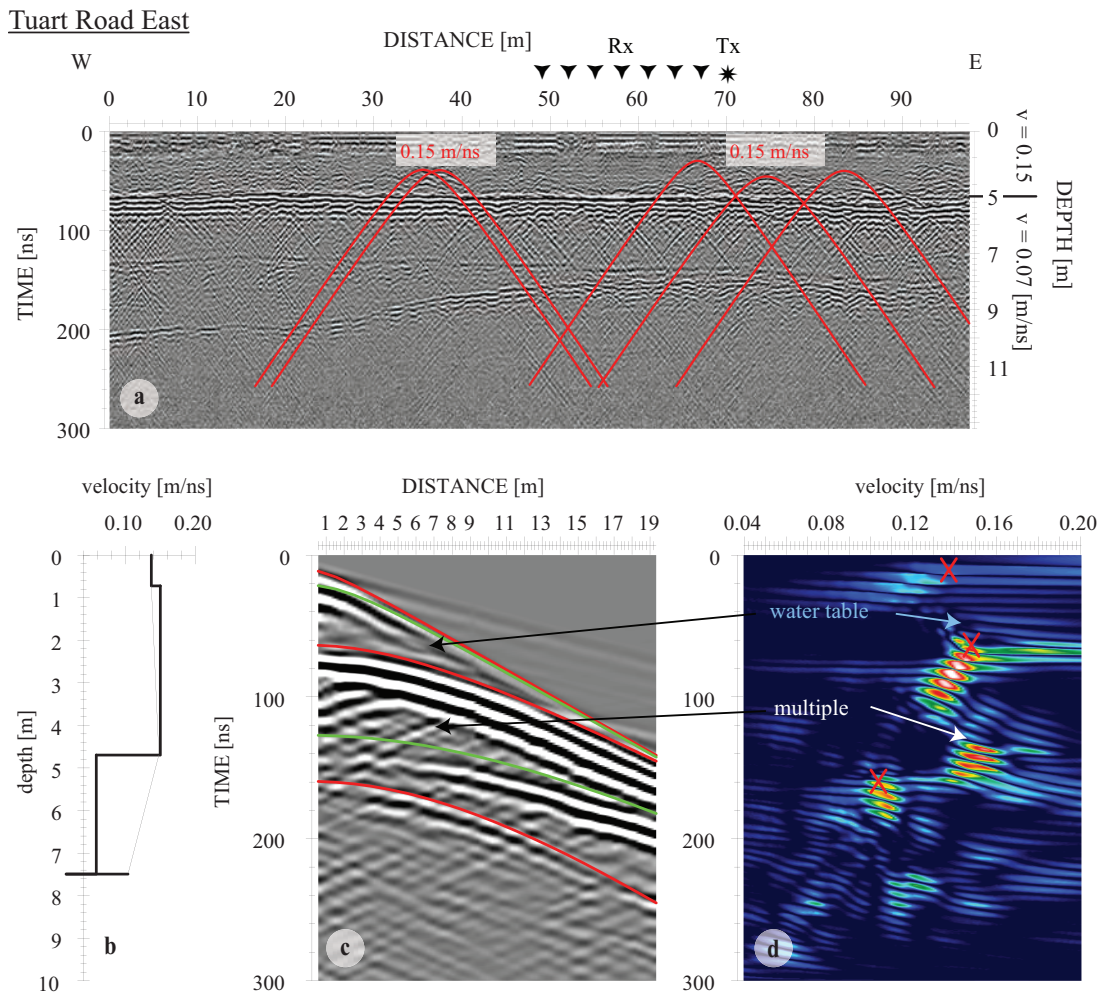 Tuart Road East
DISTANCE [m]
Rx
Tx
W
E
0 10 20 30 40 50 60 70 80 90
0
100
200
300
TIME [ns]
0.15 m/ns
0.15 m/ns
0
5
7
9
11
v = 0.15
v = 0.07 [m/ns]
DEPTH [m]
a
velocity [m/ns]
0.10 0.20
0
1
2
3
4
5
6
7
8
9
10
depth [m]
b
DISTANCE [m]
1 2 3 4 5 6 7 8 9 11 13 15 17 19
0
100
200
300
TIME [ns]
c
velocity [m/ns]
0.04 0.08 0.12 0.16 0.20
0
100
200
300
water table
multiple
d